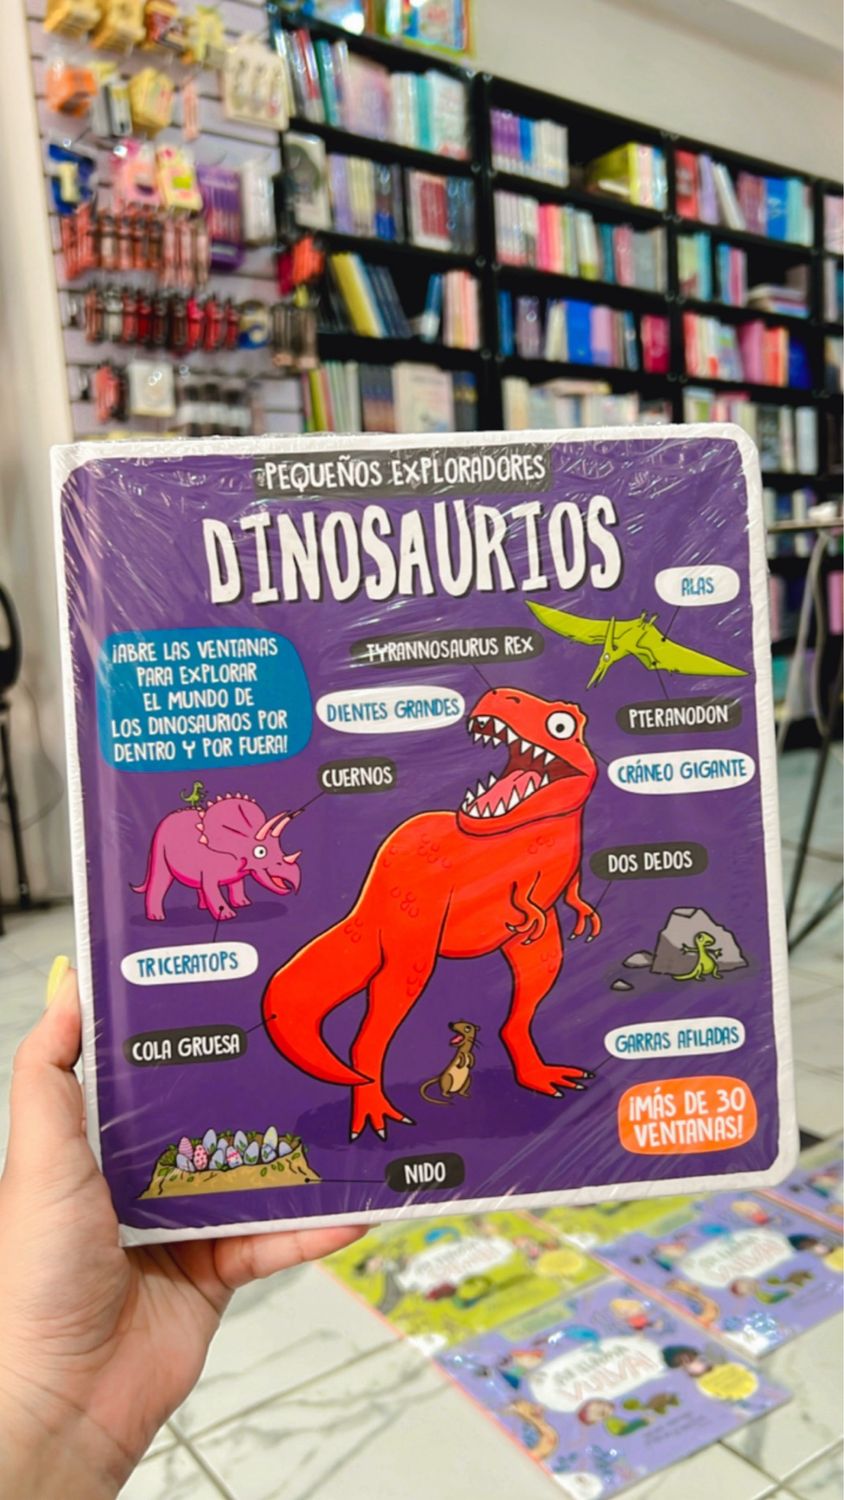 PEQUEÑOS EXPLORADORES
DINOSAURIOS
ALAS
¡ABRE LAS VENTANAS
PARA EXPLORAR
EL MUNDO DE
LOS DINOSAURIOS POR
DENTRO Y POR FUERA!
TYRANNOSAURUS REX
DIENTES GRANDES
PTERANODON
CUERNOS
CRÁNEO GIGANTE
DOS DEDOS
TRICERATOPS
COLA GRUESA
GARRAS AFILADAS
¡MÁS DE 30
VENTANAS!
NIDO
VULVA!